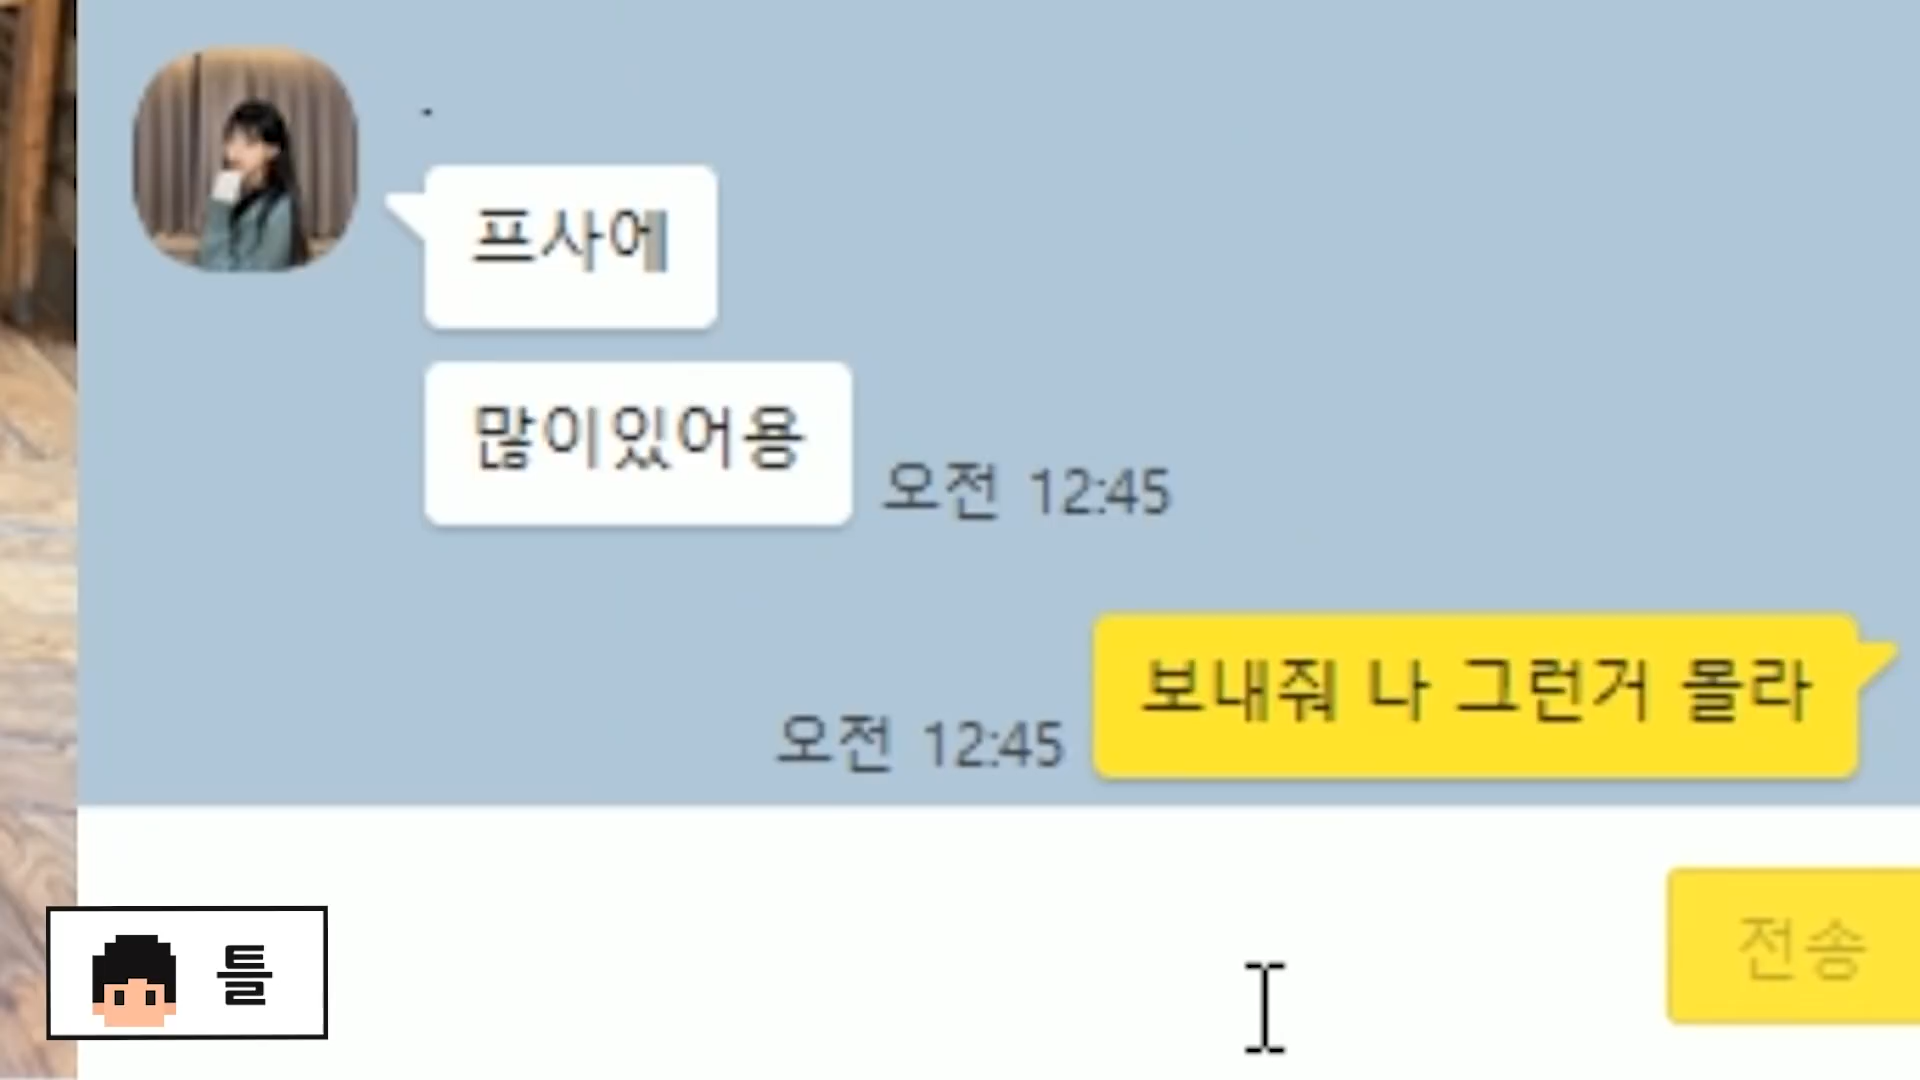 .
프사에
많이있어용
오전 12:45
보내줘 나 그런거 몰라
오전 12:45
전송
틀